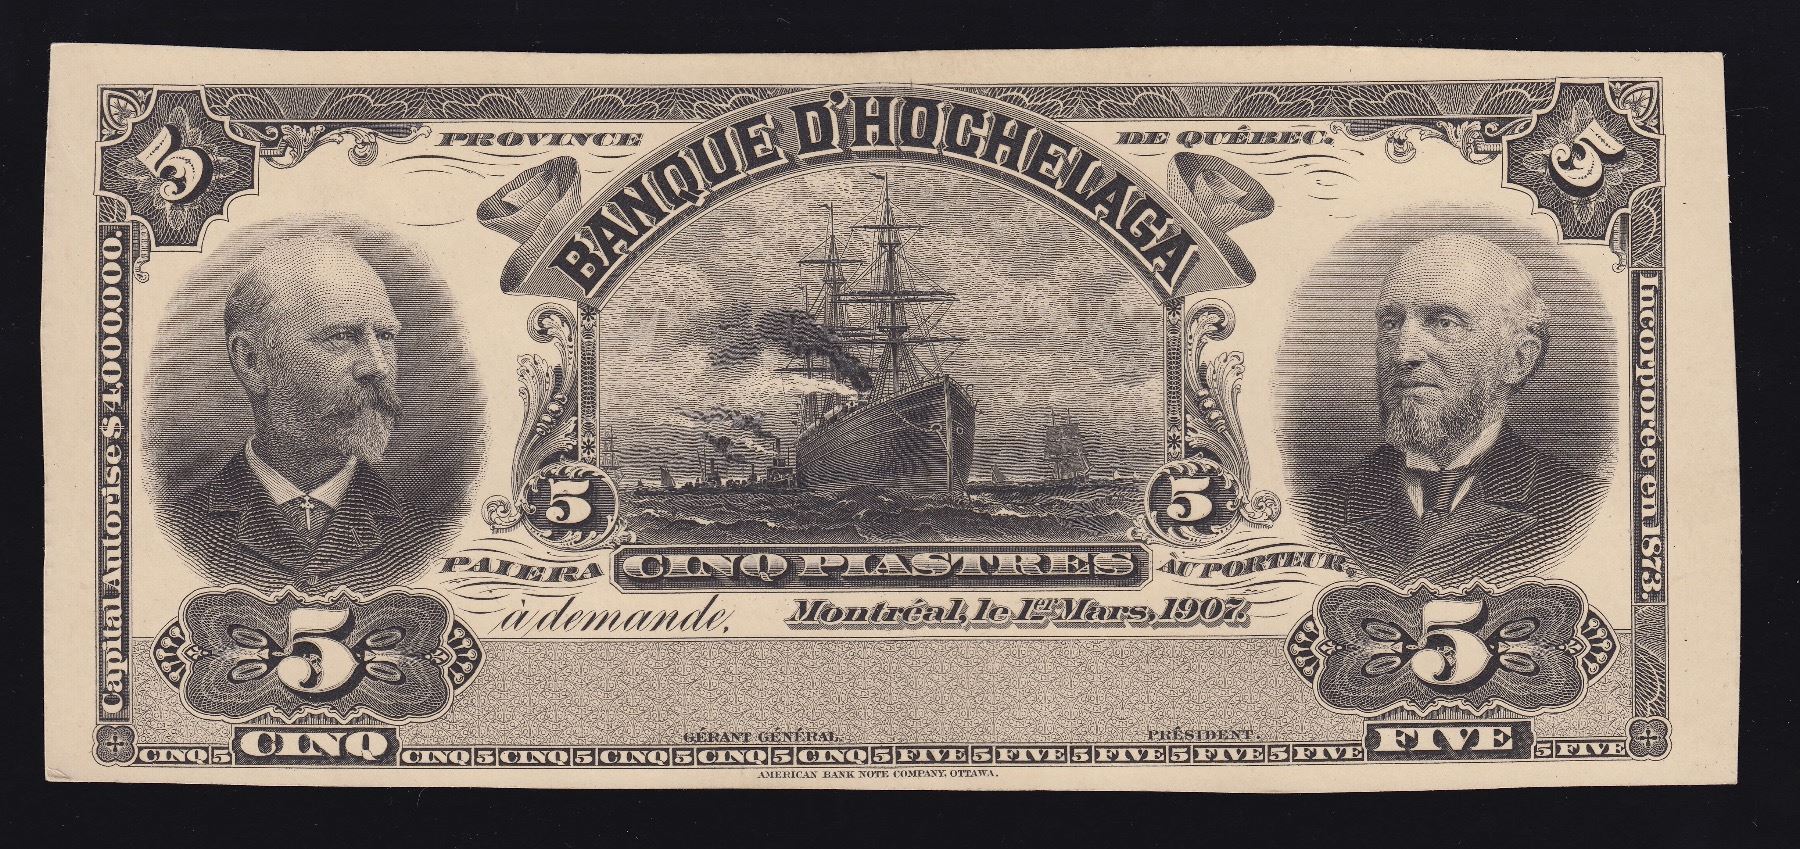 5
5
PROVINCE
DE QUÉBEC.
BANQUE D'HOCHELAGA
Capital Autorisé $4,000,000.
Incorporée en 1873.
5
5
PAIERA
CINQ PIASTRES
À U PORTEUR,
à demande,
Montréal, le 1er Mars, 1907.
5
5
GÉRANT GÉNÉRAL.
PRÉSIDENT.
CINQ 5 CINQ CINQ 5 CINQ 5 CINQ 5 CINQ 5 CINQ 5 FIVE 5 FIVE 5 FIVE 5 FIVE 5 FIVE FIVE 5 FIVE
AMERICAN BANK NOTE COMPANY, OTTAWA.